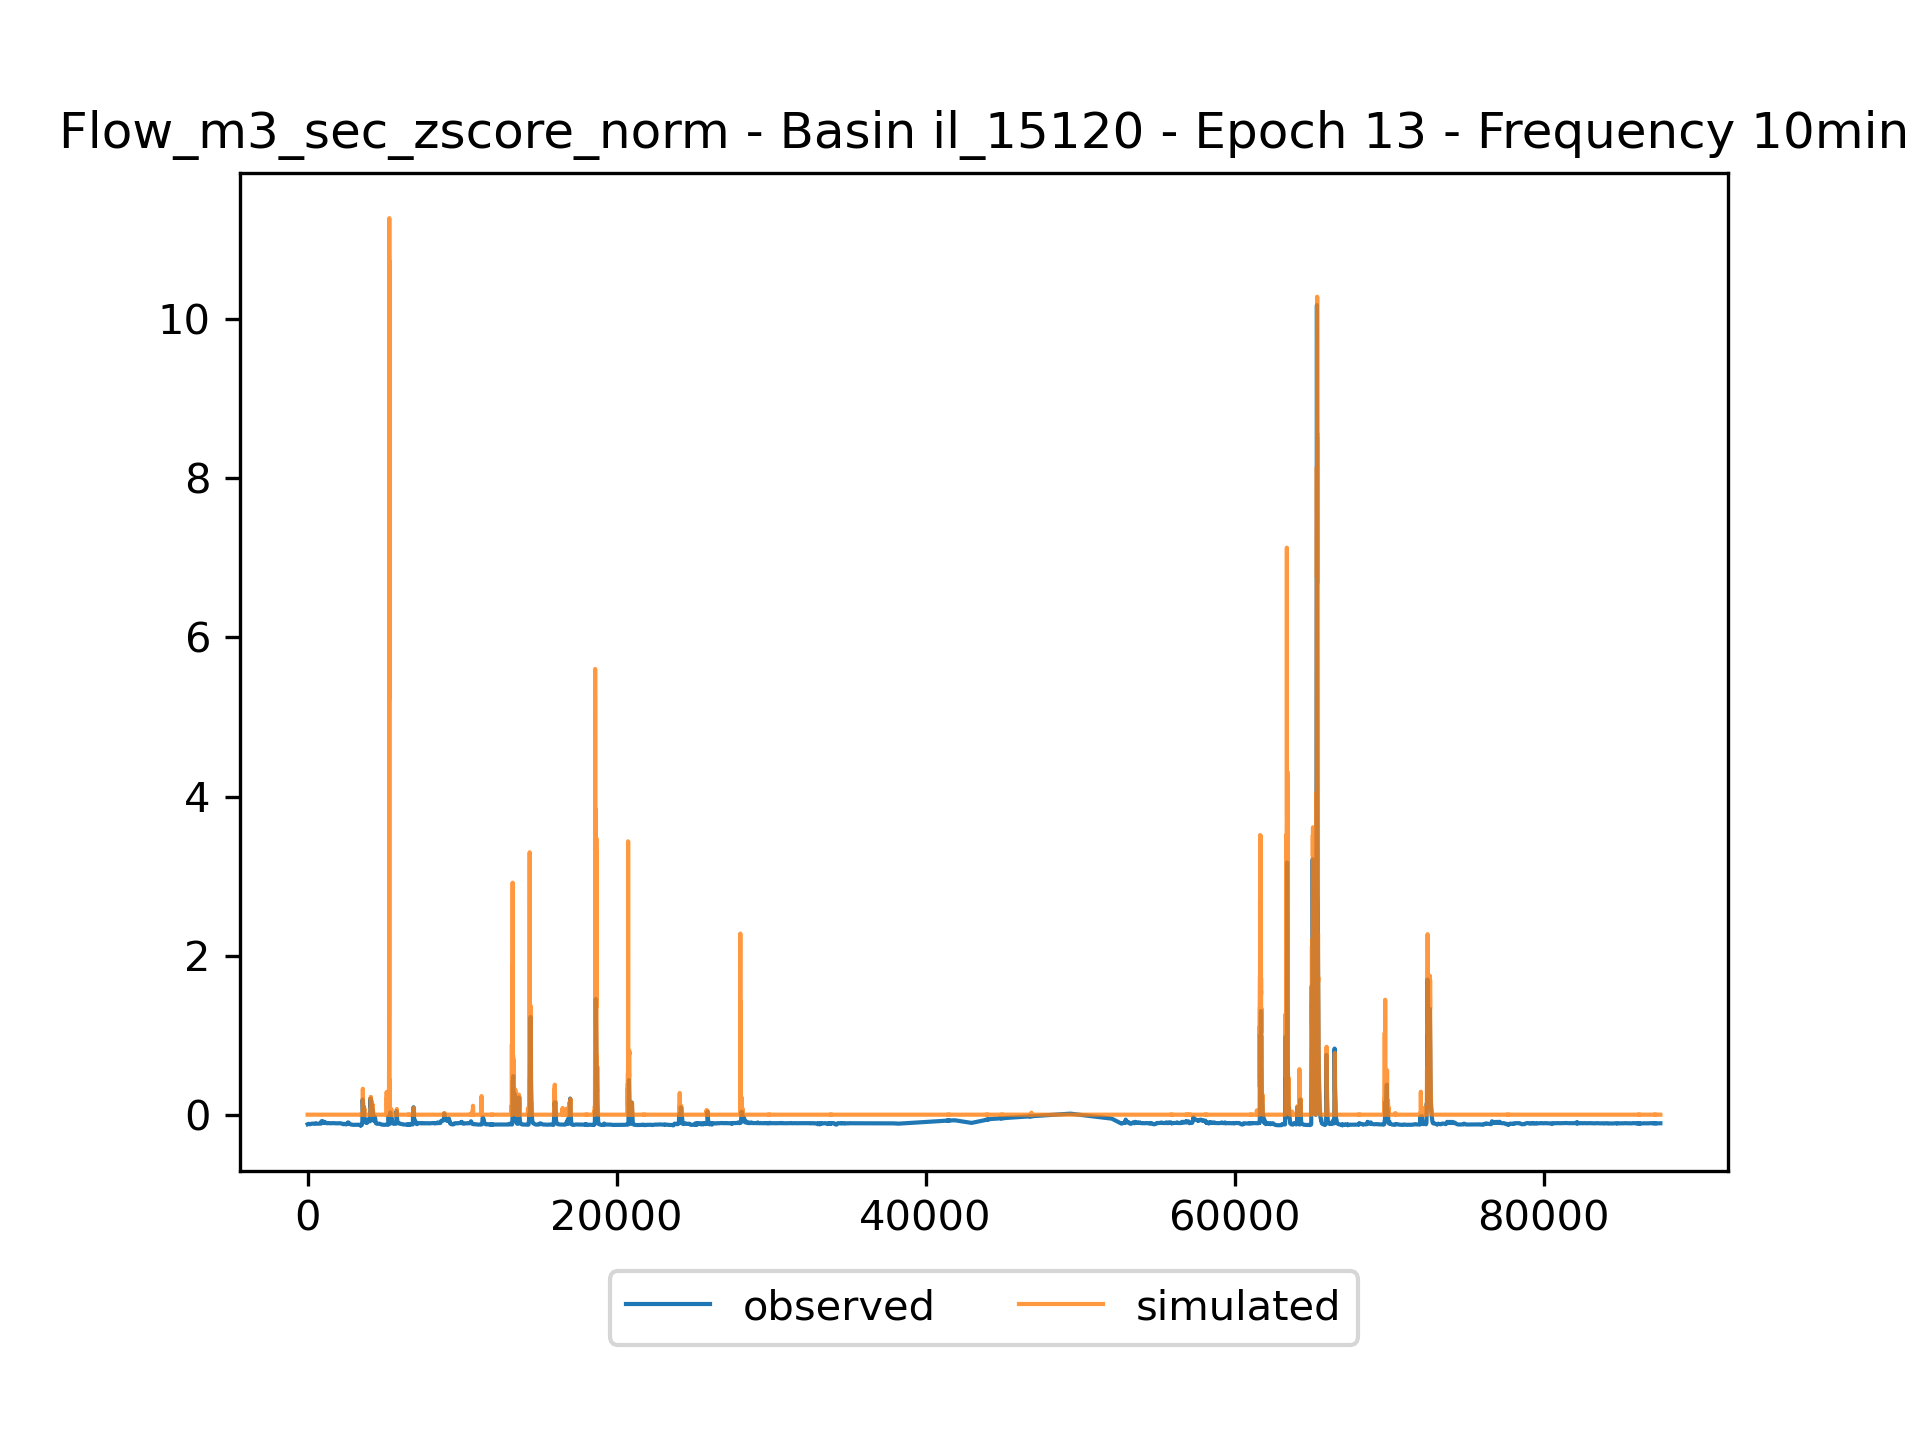 Flow_m3_sec_zscore_norm - Basin il_15120 - Epoch 13 - Frequency 10min
10
8
6
4
2
0
0 20000 40000 60000 80000
observed simulated